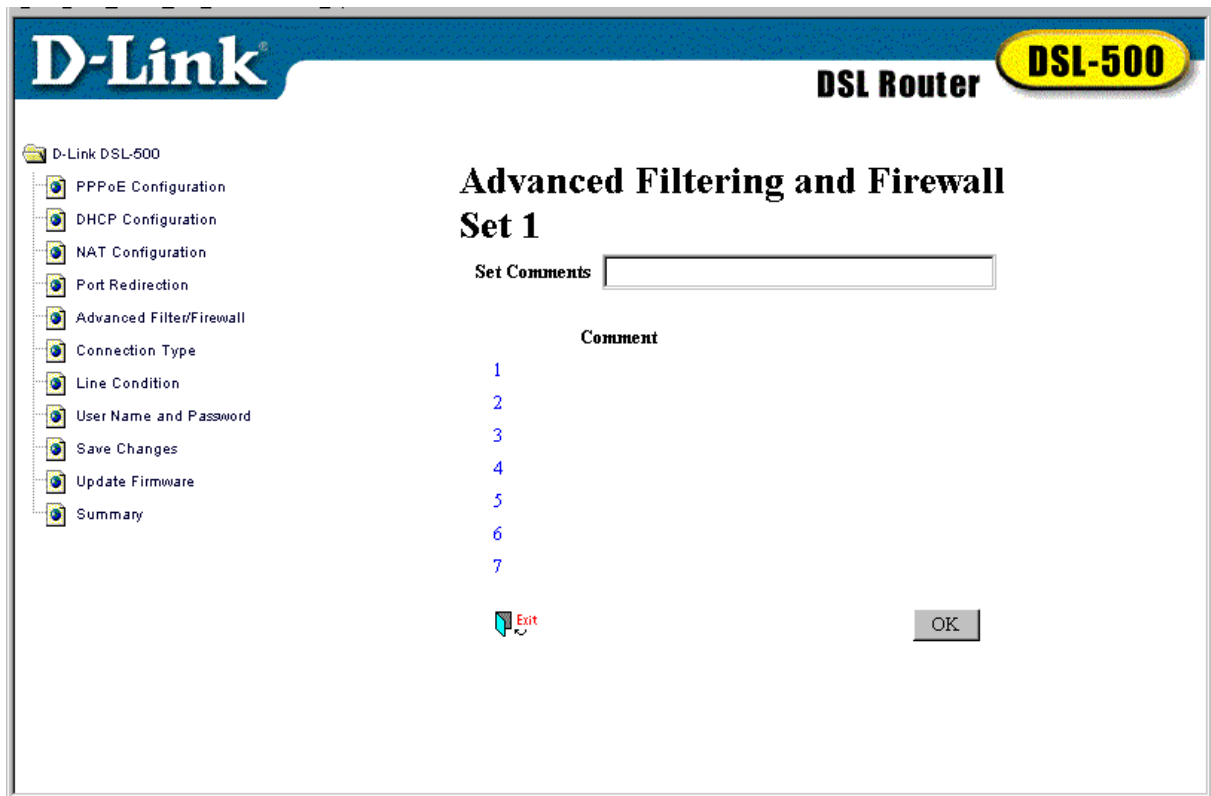 D-Link
DSL Router
DSL-500
D-Link DSL-500
PPPoE Configuration
DHCP Configuration
NAT Configuration
Port Redirection
Advanced Filter/Firewall
Connection Type
Line Condition
User Name and Password
Save Changes
Update Firmware
Summary
Advanced Filtering and Firewall
Set 1
Set Comments
Comment
1
2
3
4
5
6
7
Exit
OK